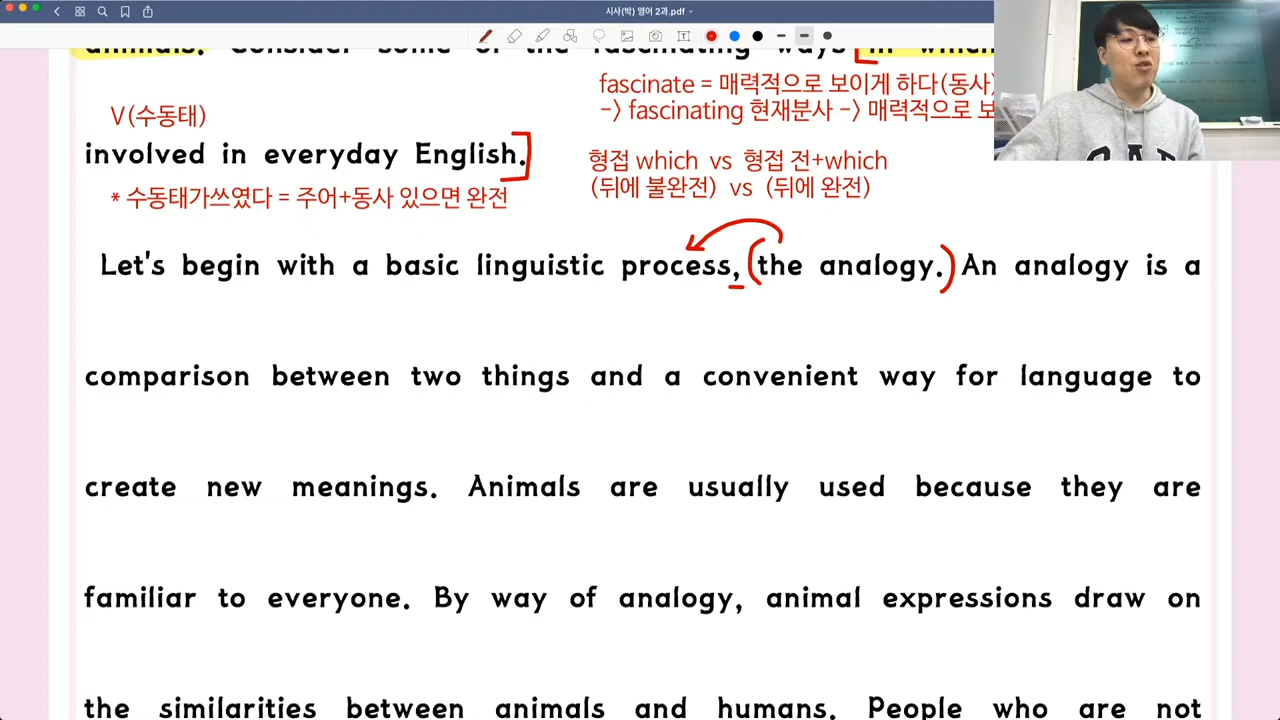 시사(박) 영어 2과.pdf
animals. Consider some of the fascinating ways in which
fascinate = 매력적으로 보이게 하다(동사)
-> fascinating 현재분사 -> 매력적으로 보
V(수동태)
involved in everyday English.
형접 which vs 형접 전+which
(뒤에 불완전) vs (뒤에 완전)
* 수동태가쓰였다 = 주어+동사 있으면 완전
Let's begin with a basic linguistic process, (the analogy.) An analogy is a
comparison between two things and a convenient way for language to
create new meanings. Animals are usually used because they are
familiar to everyone. By way of analogy, animal expressions draw on
the similarities between animals and humans. People who are not